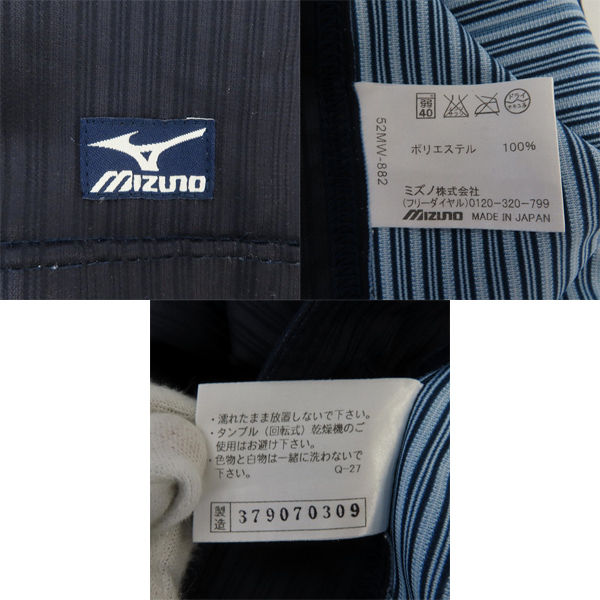 mizuno
52MW-882
40
ドライ
ポリエステル 100%
ミズノ株式会社
(フリーダイヤル)0120-320-799
mizuno MADE IN JAPAN
・濡れたまま放置しないで下さい。
・タンブル（回転式）乾燥機のご
使用はお避け下さい。
・色物と白物は一緒に洗わないで
下さい。 Q-27
製造 379070309